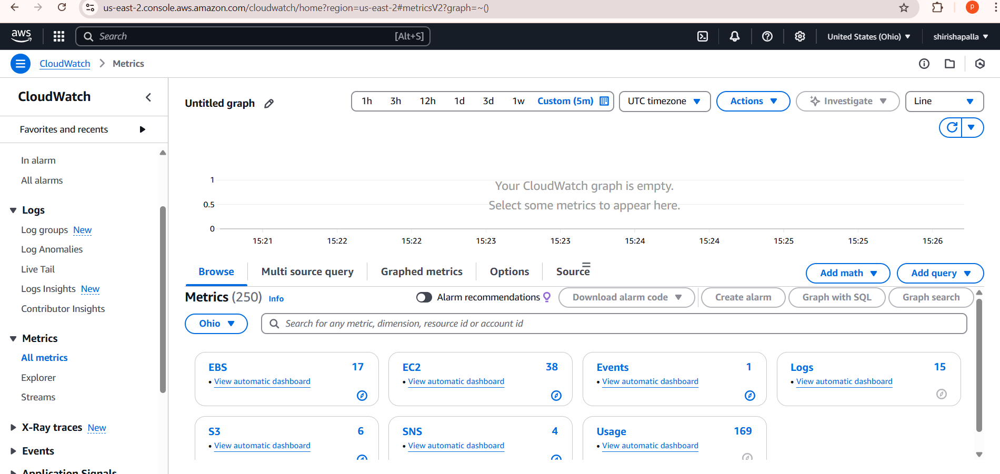 us-east-2.console.aws.amazon.com/cloudwatch/home?region=us-east-2#metricsV2?graph=~()
P
aws
Search [Alt+S]
United States (Ohio)
shirishapalla
CloudWatch
Metrics
CloudWatch
Favorites and recents
In alarm
All alarms
Logs
Log groups New
Log Anomalies
Live Tail
Logs Insights New
Contributor Insights
Metrics
All metrics
Explorer
Streams
X-Ray traces New
Events
Application Signals
Untitled graph
1h 3h 12h 1d 3d 1w Custom (5m)
UTC timezone
Actions
Investigate
Line
1
0.5
0
Your CloudWatch graph is empty.
Select some metrics to appear here.
15:21 15:22 15:22 15:23 15:23 15:24 15:24 15:25 15:25 15:26
Browse
Multi source query
Graphed metrics
Options
Source
Add math
Add query
Metrics (250) Info
Alarm recommendations
Download alarm code
Create alarm
Graph with SQL
Graph search
Ohio
Search for any metric, dimension, resource id or account id
EBS 17
• View automatic dashboard
EC2 38
• View automatic dashboard
Events 1
• View automatic dashboard
Logs 15
• View automatic dashboard
S3 6
• View automatic dashboard
SNS 4
• View automatic dashboard
Usage 169
• View automatic dashboard